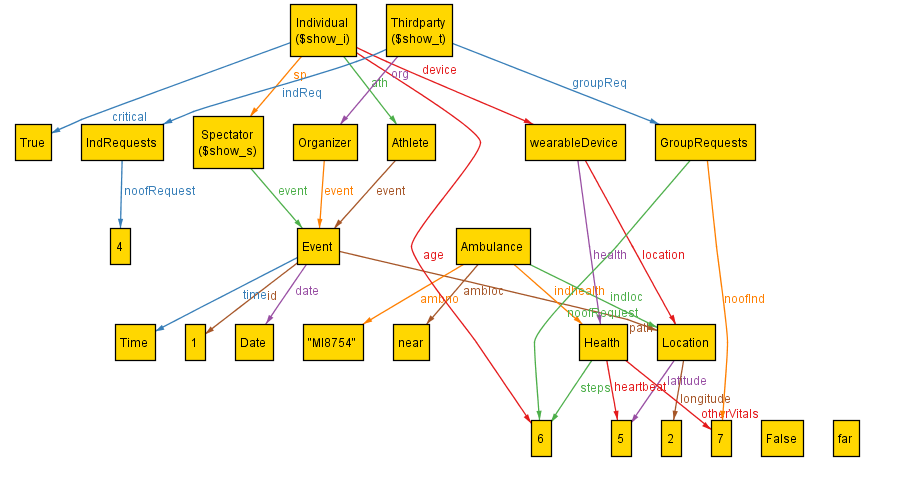 Individual
($show_i)
Thirdparty
($show_t)
sp
ath
org
device
indReq
groupReq
critical
True
IndRequests
Spectator
($show_s)
Organizer
Athlete
wearableDevice
GroupRequests
noofRequest
event
event
event
4
Event
Ambulance
age
health
location
time
id
date
ambno
ambloc
indhealth
indloc
noofRequest
noofInd
path
Time
1
Date
"MI8754"
near
Health
Location
steps
heartbeat
latitude
longitude
otherVitals
6
5
2
7
False
far